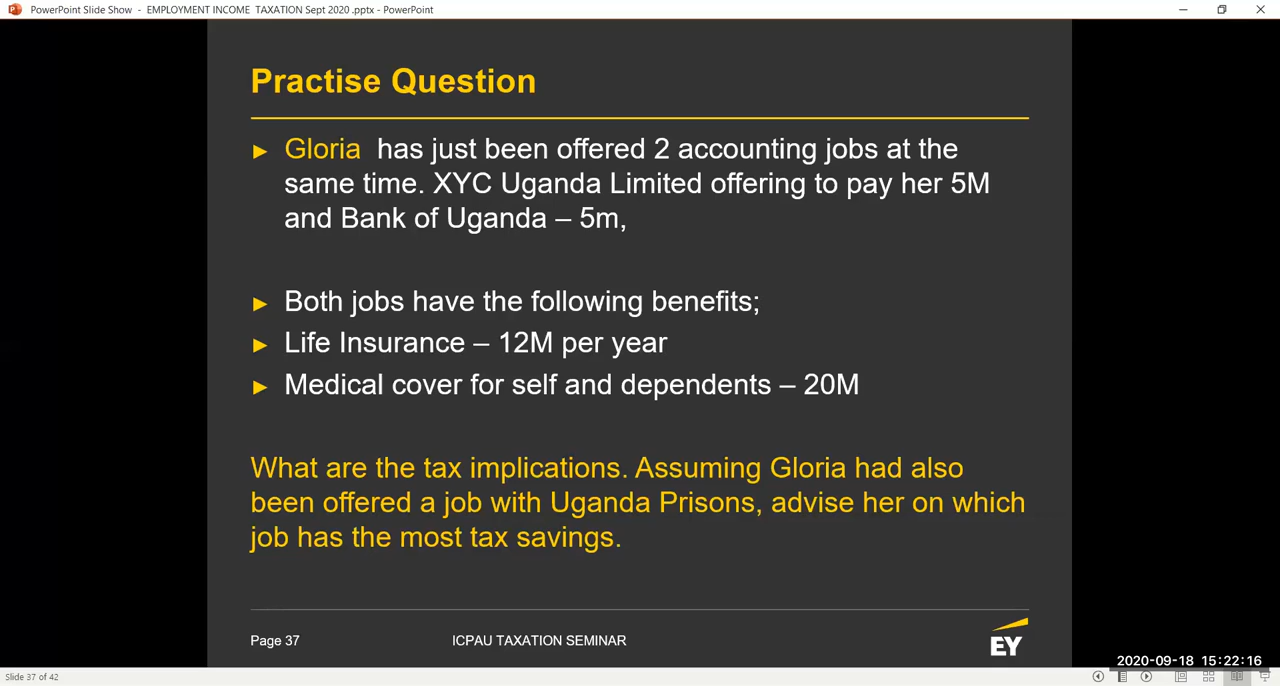 PowerPoint Slide Show - EMPLOYMENT INCOME TAXATION Sept 2020 .pptx - PowerPoint
Practise Question
► Gloria has just been offered 2 accounting jobs at the
same time. XYC Uganda Limited offering to pay her 5M
and Bank of Uganda – 5m,
► Both jobs have the following benefits;
► Life Insurance – 12M per year
► Medical cover for self and dependents – 20M
What are the tax implications. Assuming Gloria had also
been offered a job with Uganda Prisons, advise her on which
job has the most tax savings.
Page 37 ICPAU TAXATION SEMINAR
EY
2020-09-18 15:22:16
Slide 37 of 42